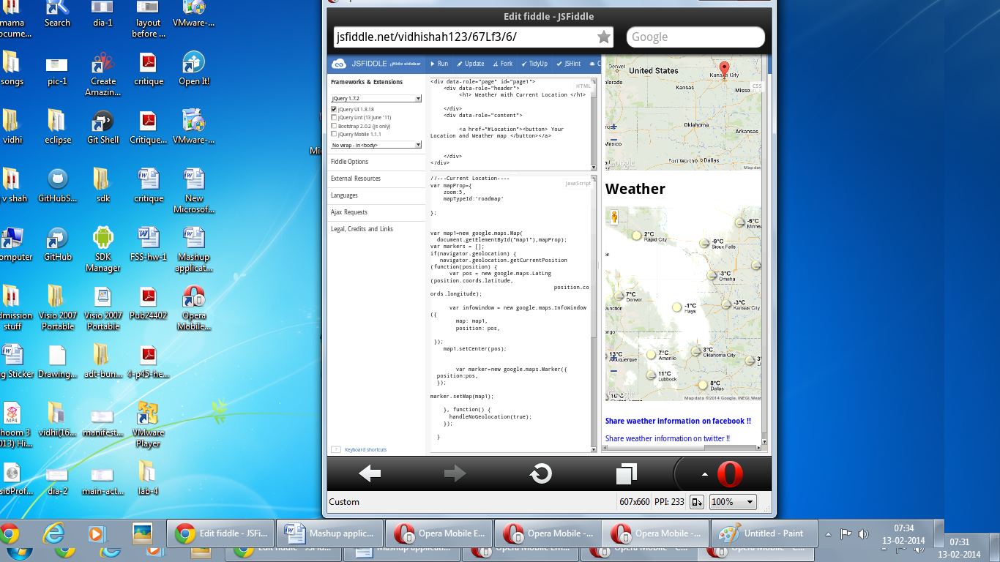 mama
ocume...
Search
dia-1
layout
before ...
VMware-...
songs
pic-1
Create
Amazin...
critique
Open It!
vidhi
eclipse
Git Shell
Critique...
VMware-...
v shah
GitHubS...
sdk
critique
New
Microsof...
omputer
GitHub
SDK
Manager
FSS-hw-1
Mashup
applicat...
dmission
stuff
Visio 2007
Portable
Visio 2007
Portable
Pub24402
Opera
Mobile...
g Sticker
Drawing...
adt-bun...
4-p45-he...
MP4
hoom 3
013) Hi...
vidhi(16...
manifest...
VMware
Player
sioProf...
dia-2
main-act...
lab-4
Mi
Edit fiddle - JSFiddle
jsfiddle.net/vidhishah123/67Lf3/6/
Google
JSFIDDLE
Hide sidebar
Run
Update
Fork
TidyUp
JSHint
C
Frameworks & Extensions
jQuery 1.7.2
jQuery UI 1.8.18
jQuery Lint (13 June '11)
Bootstrap 2.0.2 (js only)
jQuery Mobile 1.1.1
No wrap - in <body>
Fiddle Options
External Resources
Languages
Ajax Requests
Legal, Credits and Links
Keyboard shortcuts
HTML
<div data-role="page" id="page1">
<div data-role="header">
<h1> Weather with Current Location </h1>
</div>
<div data-role="content">
<a href="#Location"><button> Your
Location and Weather map </button></a>
</div>
</div>
JavaScript
//---Current Location----
var mapProp={
zoom:5,
mapTypeId:'roadmap'
};
var map1=new google.maps.Map(
document.getElementById("map1"),mapProp);
var markers = [];
if(navigator.geolocation) {
navigator.geolocation.getCurrentPosition
(function(position) {
var pos = new google.maps.LatLng
(position.coords.latitude,
position.co
ords.longitude);
var infowindow = new google.maps.InfoWindow
({
map: map1,
position: pos,
});
map1.setCenter(pos);
var marker=new google.maps.Marker({
position:pos,
});
marker.setMap(map1);
}, function() {
handleNoGeolocation(true);
});
}
Denver
United States
Kansas City
olorado
Kansas
Missou
CSS
Oklahoma
Arkansas
Mexico
Fort Worth
Dallas
Google
Map dat
Weather
-6°C
Minnea
2°C
Rapid City
-9°C
Sioux Falls
-3°C
Omaha
7°C
Denver
-1°C
Hays
-3°C
Kansas City
13°C
Albuquerque
7°C
Amarillo
3°C
Oklahoma City
11°C
Lubbock
8°C
Dallas
Map data ©2014 Google, INEGI, Weat
Share waether information on facebook !!
Share weather information on twitter !!
Custom
607x660
PPI: 233
100%
Edit fiddle - JSFi...
Mashup applic...
Opera Mobile E...
Opera Mobile -...
Opera Mobile -...
Untitled - Paint
07:34
13-02-2014
07:31
13-02-2014